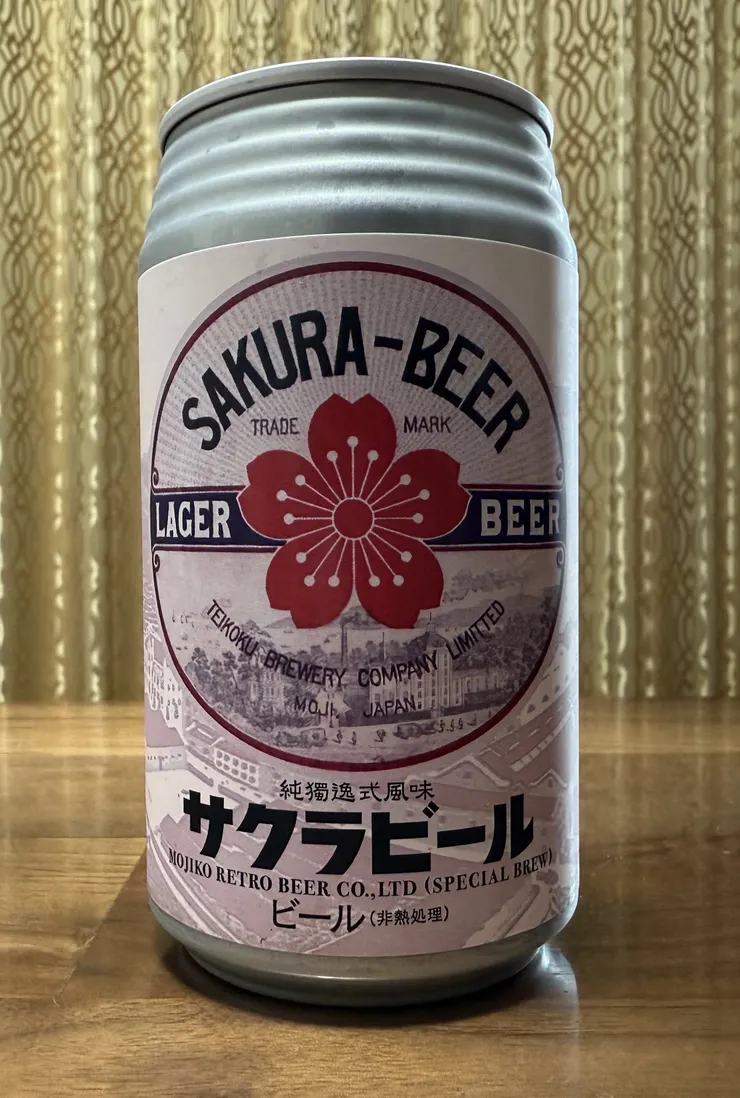 SAKURA-BEER
TRADE MARK
LAGER BEER
TEIKOKU BREWERY COMPANY LIMITTED
MOJI, JAPAN.
純獨逸式風味
サクラビール
MOJIKO RETRO BEER CO.,LTD (SPECIAL BREW)
ビール(非熱処理)